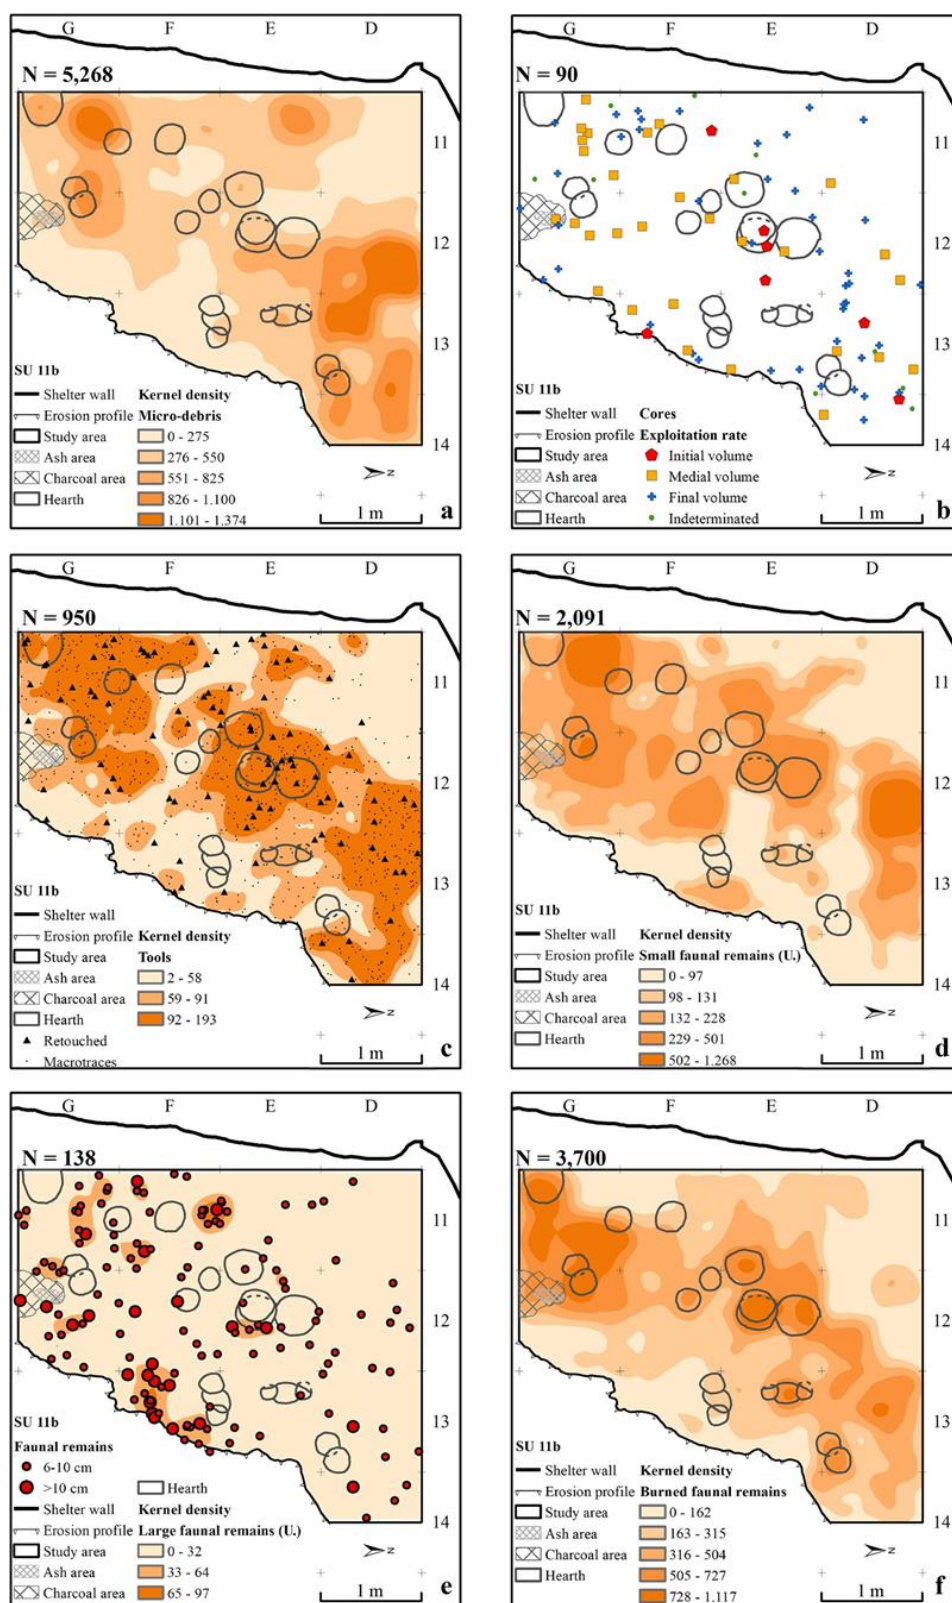 G F E D
N = 5,268
11
12
13
14
SU 11b
Shelter wall Kernel density
Erosion profile Micro-debris
Study area 0 - 275
Ash area 276 - 550
Charcoal area 551 - 825
Hearth 826 - 1.100
1.101 - 1.374
N
1 m
a
G F E D
N = 90
11
12
13
14
SU 11b
Shelter wall Cores
Erosion profile Exploitation rate
Study area Initial volume
Ash area Medial volume
Charcoal area Final volume
Hearth Indeterminated
N
1 m
b
G F E D
N = 950
11
12
13
14
SU 11b
Shelter wall
Erosion profile Kernel density
Study area Tools
Ash area 2 - 58
Charcoal area 59 - 91
Hearth 92 - 193
Retouched
Macrotraces
N
1 m
c
G F E D
N = 2,091
11
12
13
14
SU 11b
Shelter wall Kernel density
Erosion profile Small faunal remains (U.)
Study area 0 - 97
Ash area 98 - 131
Charcoal area 132 - 228
Hearth 229 - 501
502 - 1.268
N
1 m
d
G F E D
N = 138
11
12
13
14
SU 11b
Faunal remains
6-10 cm
>10 cm Hearth
Shelter wall Kernel density
Erosion profile Large faunal remains (U.)
Study area 0 - 32
Ash area 33 - 64
Charcoal area 65 - 97
N
1 m
e
G F E D
N = 3,700
11
12
13
14
SU 11b
Shelter wall Kernel density
Erosion profile Burned faunal remains
Study area 0 - 162
Ash area 163 - 315
Charcoal area 316 - 504
Hearth 505 - 727
728 - 1.117
N
1 m
f